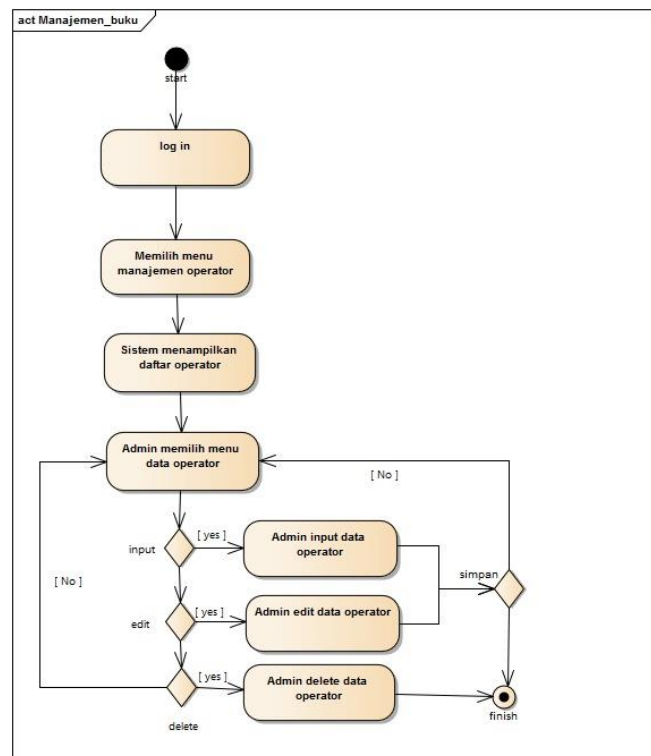 act Manajemen_buku
start
log in
Memilih menu
manajemen operator
Sistem menampilkan
daftar operator
Admin memilih menu
data operator
[ No ]
[ yes ]
Admin input data
operator
input
simpan
[ No ]
[ yes ]
Admin edit data operator
edit
[ yes ]
Admin delete data
operator
delete
finish